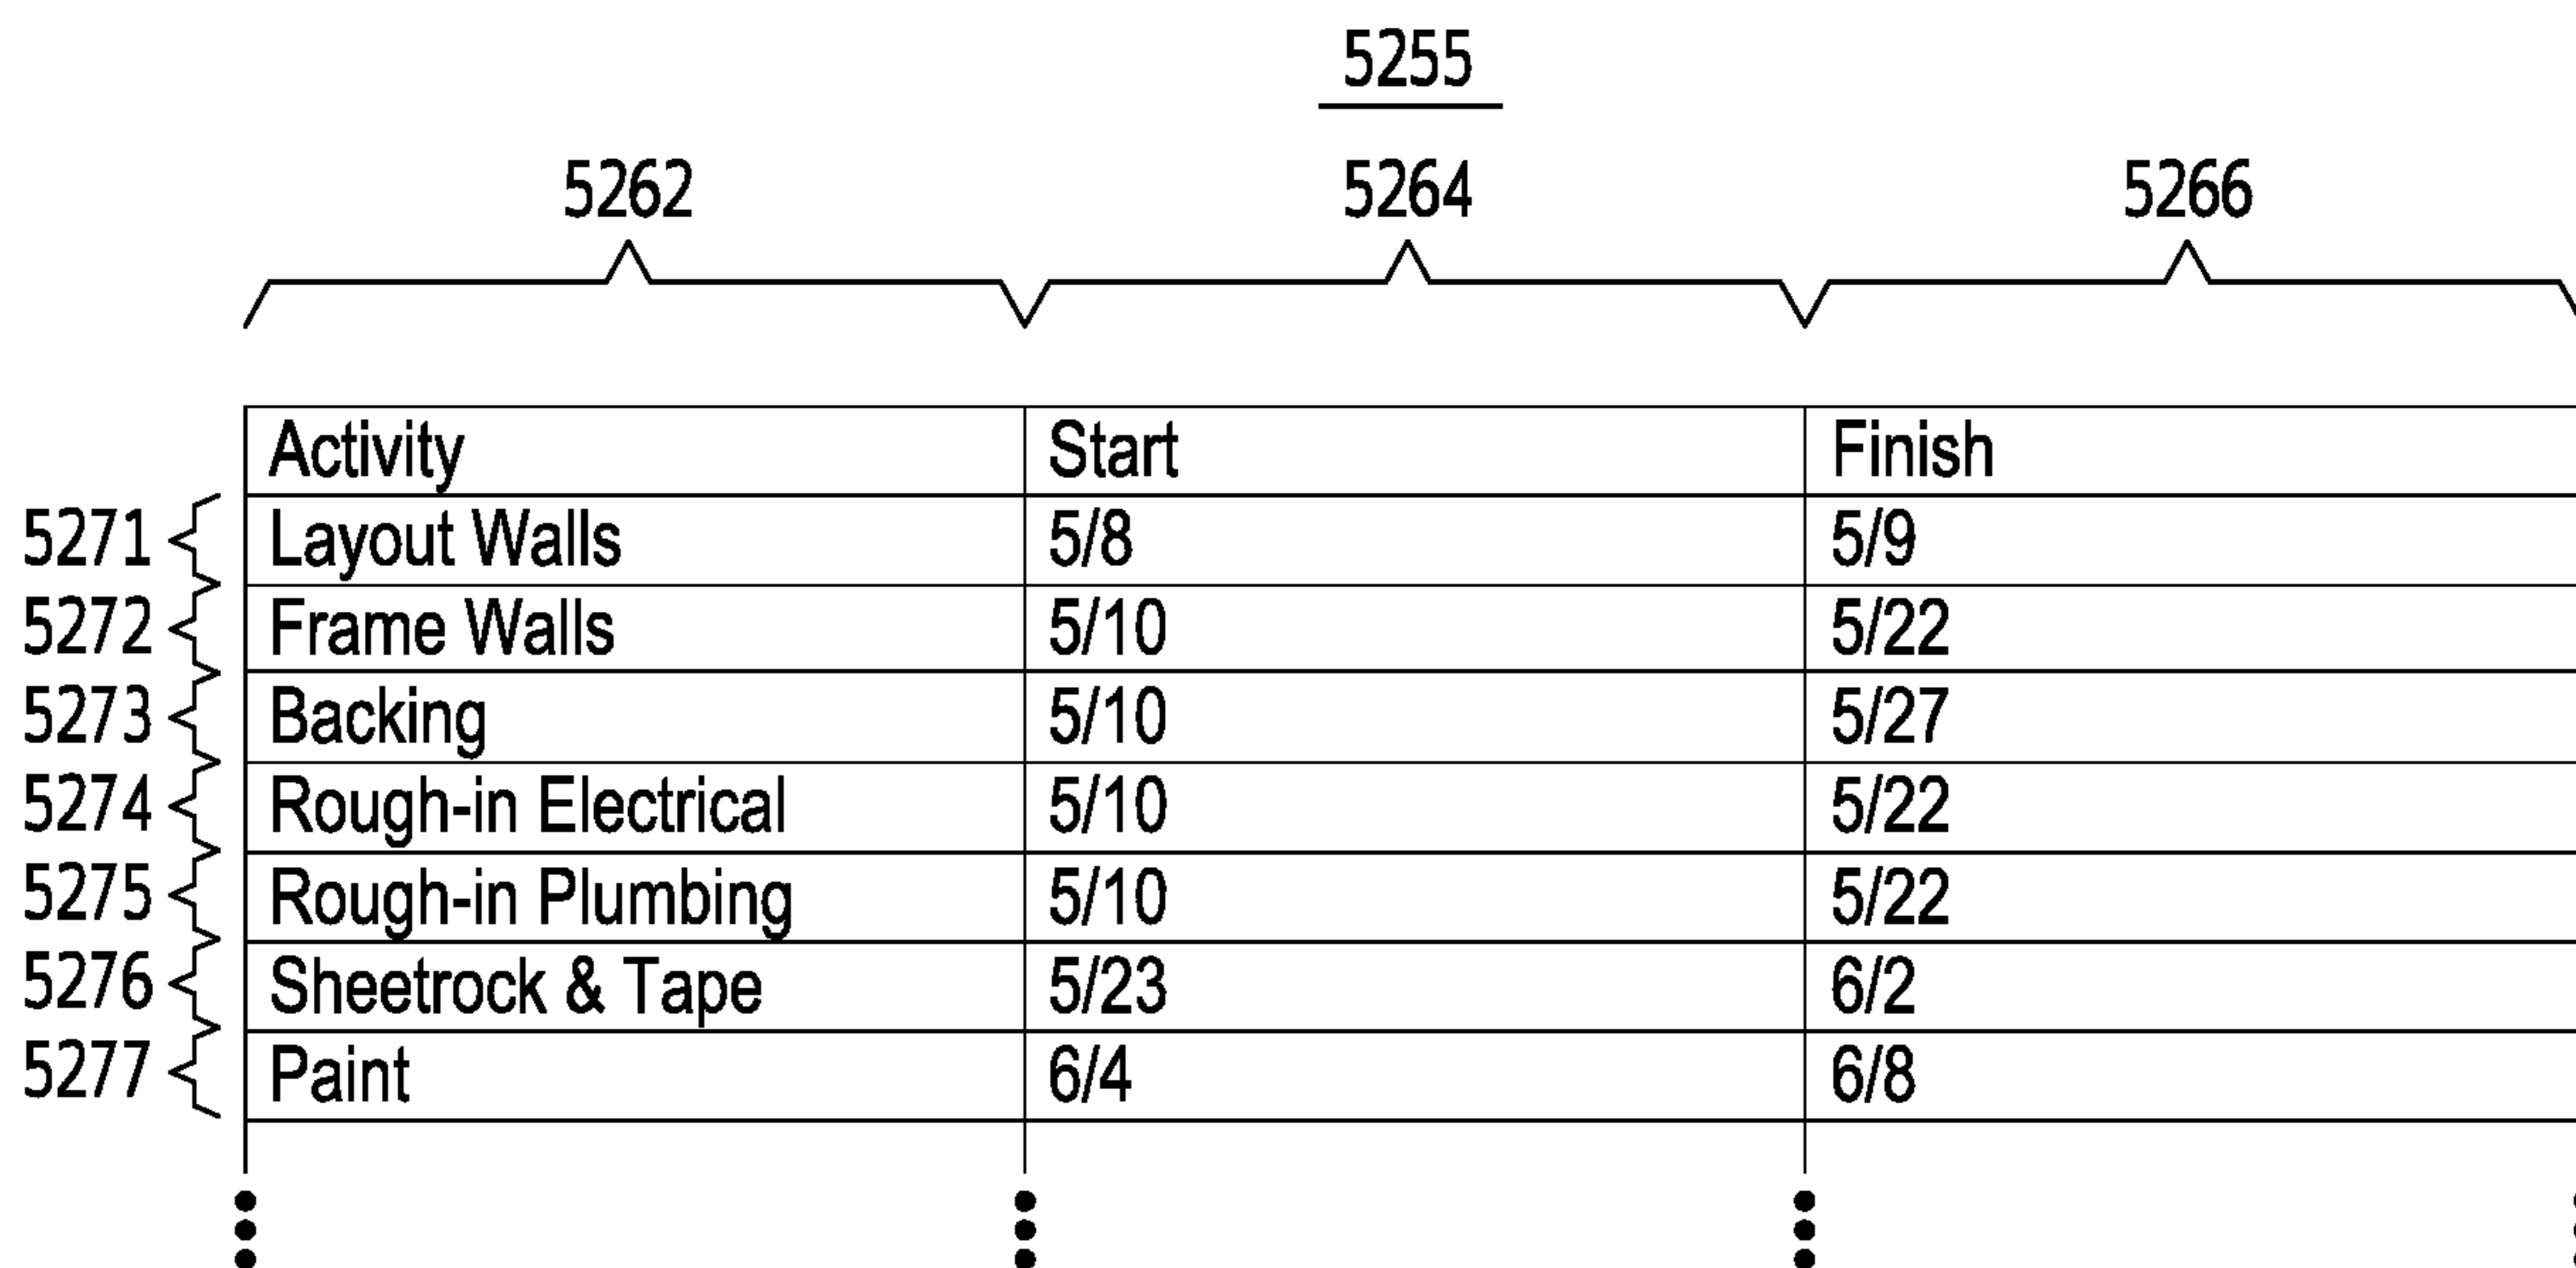 5255
5262 5264 5266
Activity Start Finish
5271 Layout Walls 5/8 5/9
5272 Frame Walls 5/10 5/22
5273 Backing 5/10 5/27
5274 Rough-in Electrical 5/10 5/22
5275 Rough-in Plumbing 5/10 5/22
5276 Sheetrock & Tape 5/23 6/2
5277 Paint 6/4 6/8